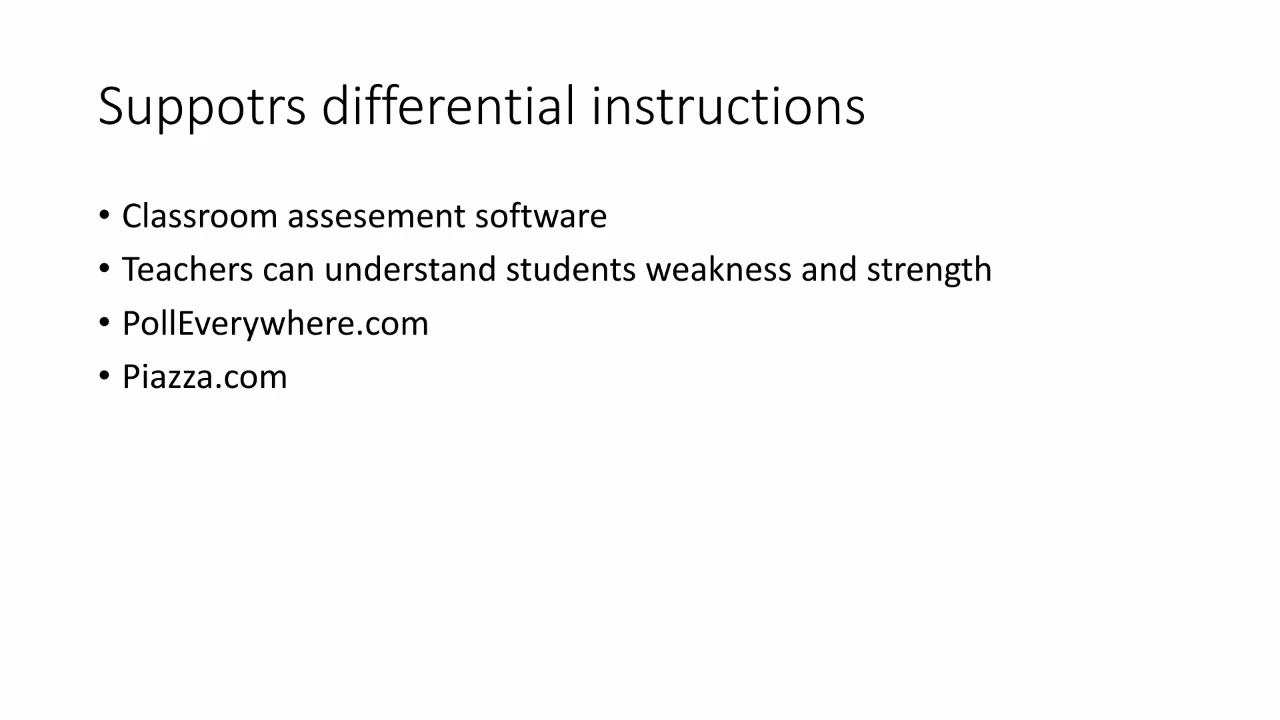 Suppotrs differential instructions
• Classroom assesement software
• Teachers can understand students weakness and strength
• PollEverywhere.com
• Piazza.com